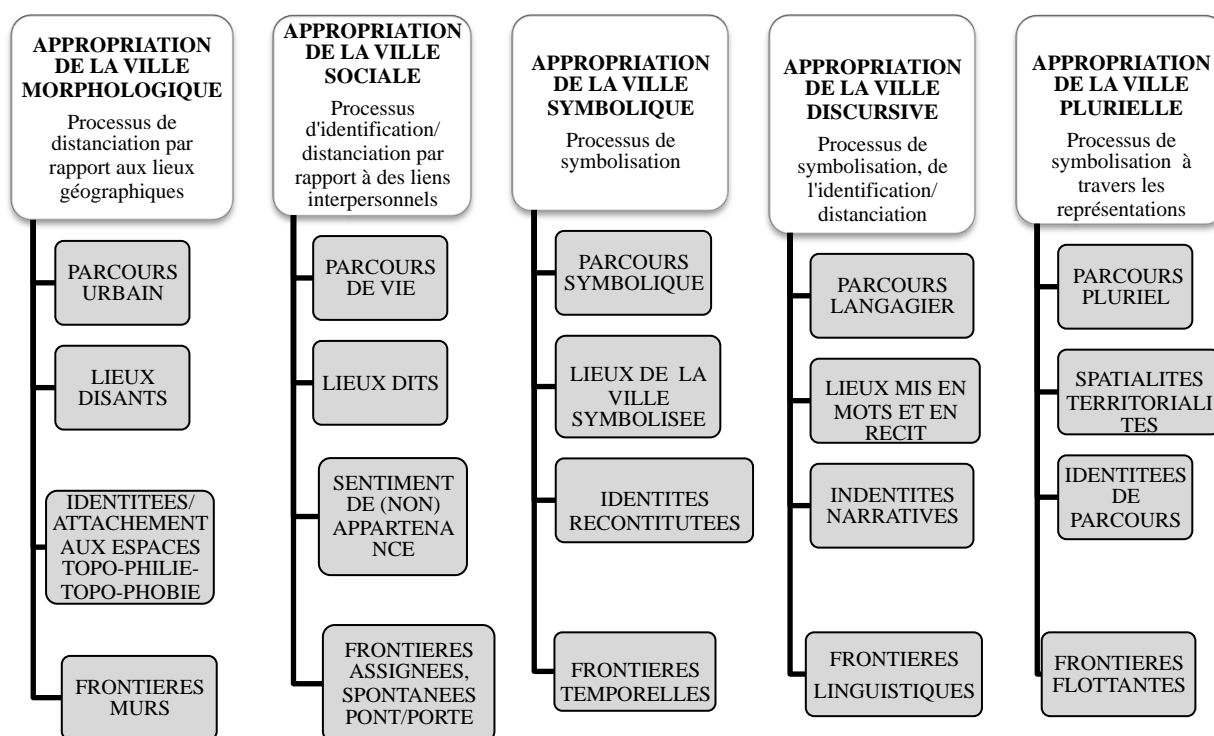 APPROPRIATION
DE LA VILLE
MORPHOLOGIQUE
Processus de
distanciation par
rapport aux lieux
géographiques
PARCOURS
URBAIN
LIEUX
DISANTS
IDENTITEES/
ATTACHEMENT
AUX ESPACES
TOPO-PHILIE-
TOPO-PHOBIE
FRONTIERES
MURS
APPROPRIATION
DE LA VILLE
SOCIALE
Processus
d'identification/
distanciation par
rapport à des liens
interpersonnels
PARCOURS
DE VIE
LIEUX DITS
SENTIMENT
DE (NON)
APPARTENA
NCE
FRONTIERES
ASSIGNEES,
SPONTANEES
PONT/PORTE
APPROPRIATION
DE LA VILLE
SYMBOLIQUE
Processus de
symbolisation
PARCOURS
SYMBOLIQUE
LIEUX DE LA
VILLE
SYMBOLISEE
IDENTITES
RECONTITUTEES
FRONTIERES
TEMPORELLES
APPROPRIATION
DE LA VILLE
DISCURSIVE
Processus de
symbolisation, de
l'identification/
distanciation
PARCOURS
LANGAGIER
LIEUX MIS EN
MOTS ET EN
RECIT
INDENTITES
NARRATIVES
FRONTIERES
LINGUISTIQUES
APPROPRIATION
DE LA VILLE
PLURIELLE
Processus de
symbolisation à
travers les
représentations
PARCOURS
PLURIEL
SPATIALITES
TERRITORIALI
TES
IDENTITEES
DE
PARCOURS
FRONTIERES
FLOTTANTES